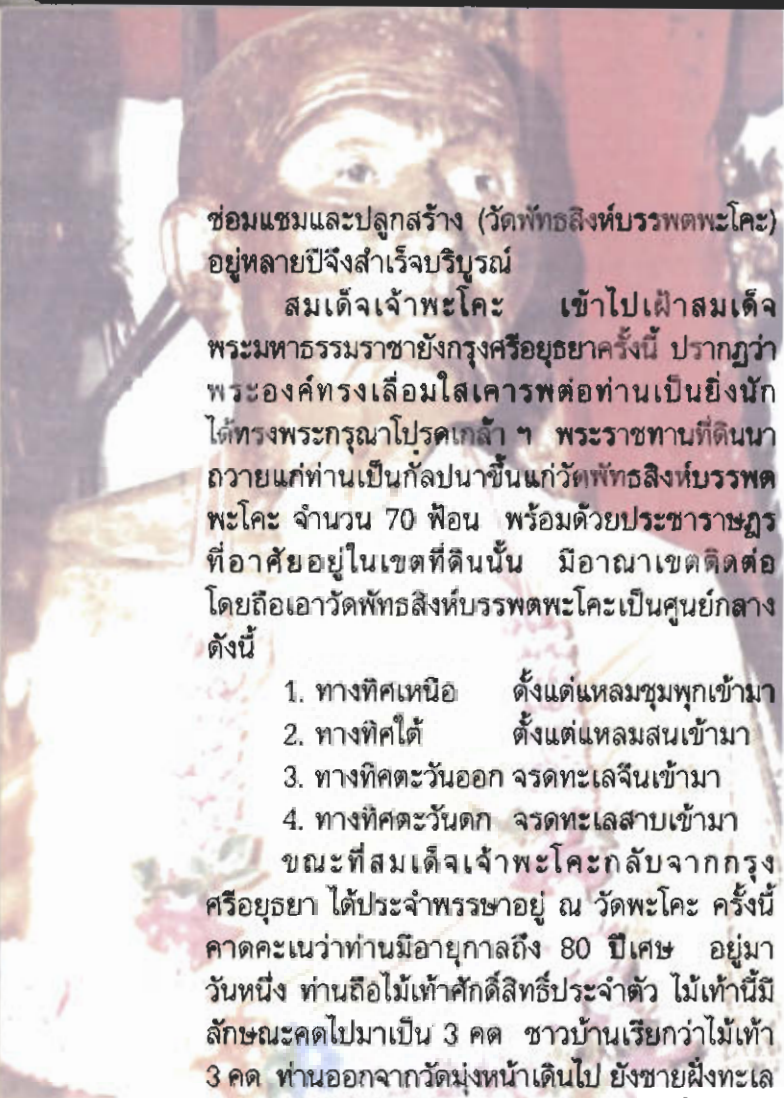 ซ่อมแซมและปลูกสร้าง (วัดพัทธสิงห์บรรพตพะโคะ)
อยู่หลายปีจึงสำเร็จบริบูรณ์
สมเด็จเจ้าพะโคะ เข้าไปเฝ้าสมเด็จ
พระมหาธรรมราชายังกรุงศรีอยุธยาครั้งนี้ ปรากฏว่า
พระองค์ทรงเลื่อมใสเคารพต่อท่านเป็นยิ่งนัก
ได้ทรงพระกรุณาโปรดเกล้า ฯ พระราชทานที่ดินนา
ถวายแก่ท่านเป็นกัลปนาขึ้นแก่วัดพัทธสิงห์บรรพต
พะโคะ จำนวน 70 ฟ้อน พร้อมด้วยประชาราษฎร
ที่อาศัยอยู่ในเขตที่ดินนั้น มีอาณาเขตติดต่อ
โดยถือเอาวัดพัทธสิงห์บรรพตพะโคะเป็นศูนย์กลาง
ดังนี้
1. ทางทิศเหนือ ตั้งแต่แหลมชุมพุกเข้ามา
2. ทางทิศใต้ ตั้งแต่แหลมสนเข้ามา
3. ทางทิศตะวันออก จรดทะเลจีนเข้ามา
4. ทางทิศตะวันตก จรดทะเลสาบเข้ามา
ขณะที่สมเด็จเจ้าพะโคะกลับจากกรุง
ศรีอยุธยา ได้ประจำพรรษาอยู่ ณ วัดพะโคะ ครั้งนี้
คาดคะเนว่าท่านมีอายุกาลถึง 80 ปีเศษ อยู่มา
วันหนึ่ง ท่านถือไม้เท้าศักดิ์สิทธิ์ประจำตัว ไม้เท้านี้มี
ลักษณะคดไปมาเป็น 3 คด ชาวบ้านเรียกว่าไม้เท้า
3 คด ท่านออกจากวัดมุ่งหน้าเดินไป ยังชายฝั่งทะเล